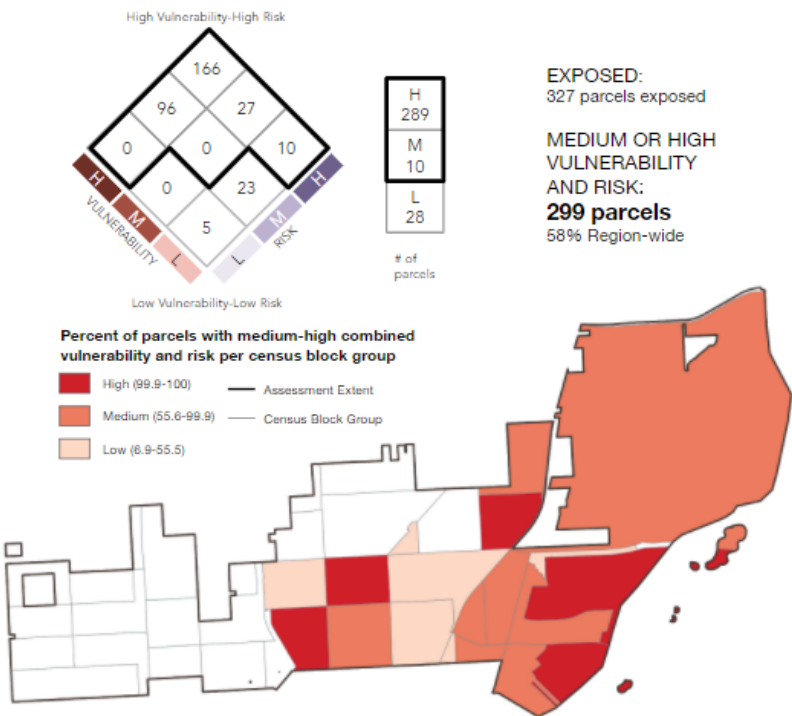 High Vulnerability-High Risk
166
96
27
0
0
10
0
23
5
H
M
L
VULNERABILITY
L
M
H
RISK
Low Vulnerability-Low Risk
H
289
M
10
L
28
# of
parcels
EXPOSED:
327 parcels exposed
MEDIUM OR HIGH
VULNERABILITY
AND RISK:
299 parcels
58% Region-wide
Percent of parcels with medium-high combined
vulnerability and risk per census block group
High (99.9-100)
Medium (55.6-99.9)
Low (6.9-55.5)
Assessment Extent
Census Block Group